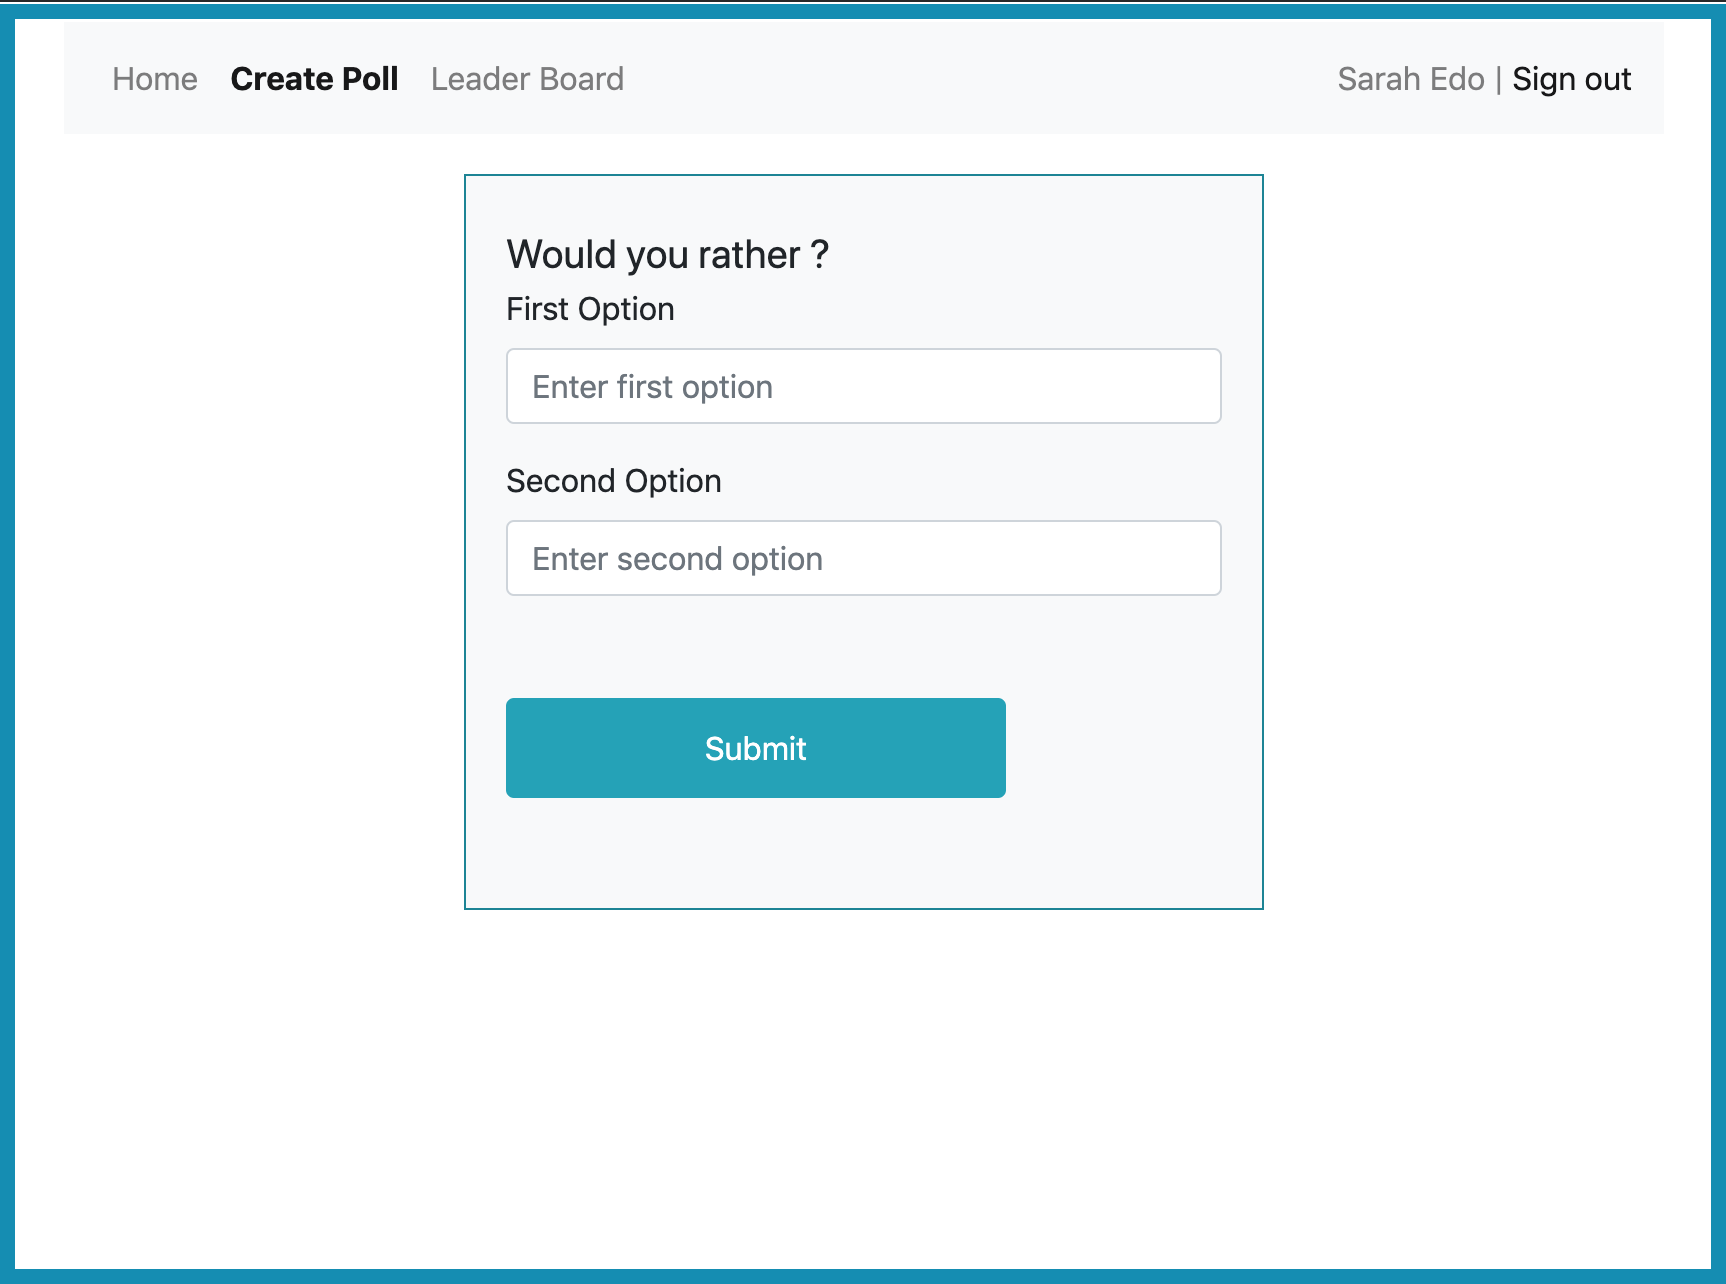 Home Create Poll Leader Board Sarah Edo | Sign out
Would you rather ?
First Option
Enter first option
Second Option
Enter second option
Submit